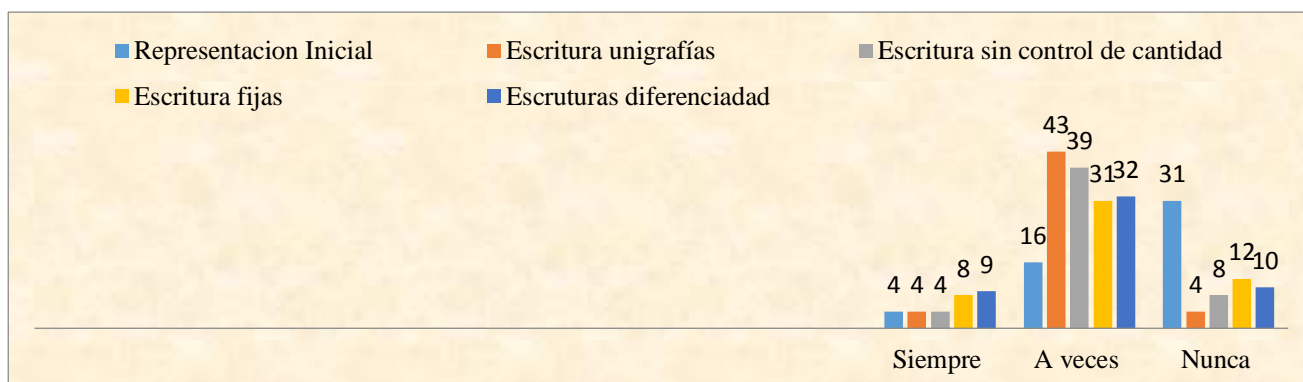 Representacion Inicial
Escritura unigrafías
Escritura sin control de cantidad
Escritura fijas
Escruturas diferenciadad
4 4 4 8 9
16 43 39 31 32
31 4 8 12 10
Siempre
A veces
Nunca